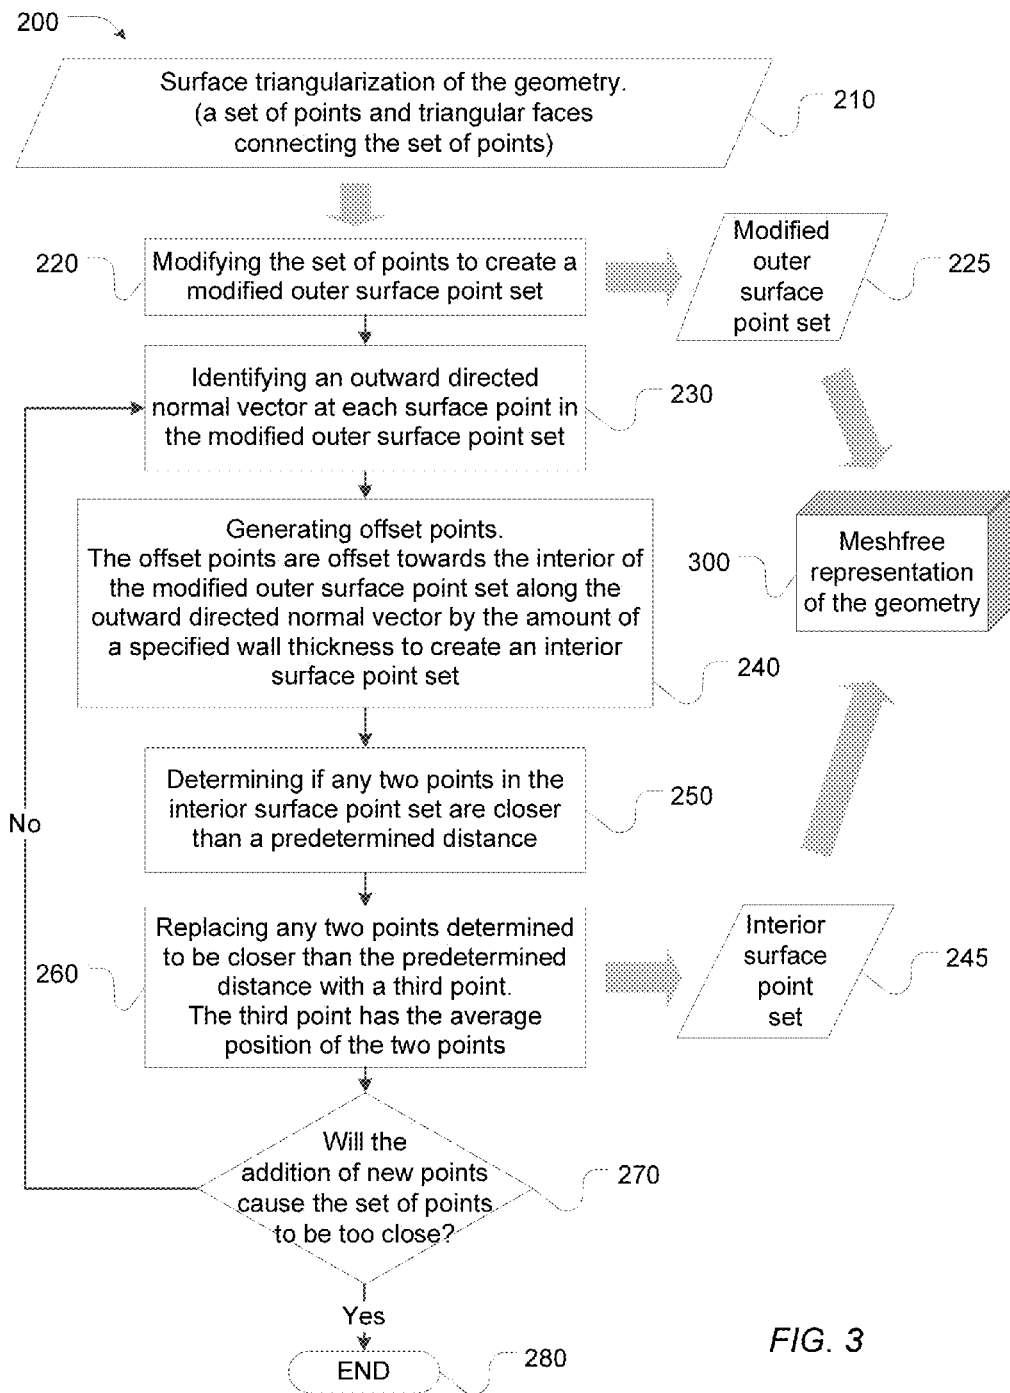 200
Surface triangularization of the geometry.
(a set of points and triangular faces
connecting the set of points)
210
220
Modifying the set of points to create a
modified outer surface point set
Modified
outer
surface
point set
225
Identifying an outward directed
normal vector at each surface point in
the modified outer surface point set
230
Generating offset points.
The offset points are offset towards the interior of
the modified outer surface point set along the
outward directed normal vector by the amount of
a specified wall thickness to create an interior
surface point set
240
300
Meshfree
representation
of the geometry
Determining if any two points in the
interior surface point set are closer
than a predetermined distance
250
No
260
Replacing any two points determined
to be closer than the predetermined
distance with a third point.
The third point has the average
position of the two points
Interior
surface
point
set
245
Will the
addition of new points
cause the set of points
to be too close?
270
Yes
END
280
FIG. 3